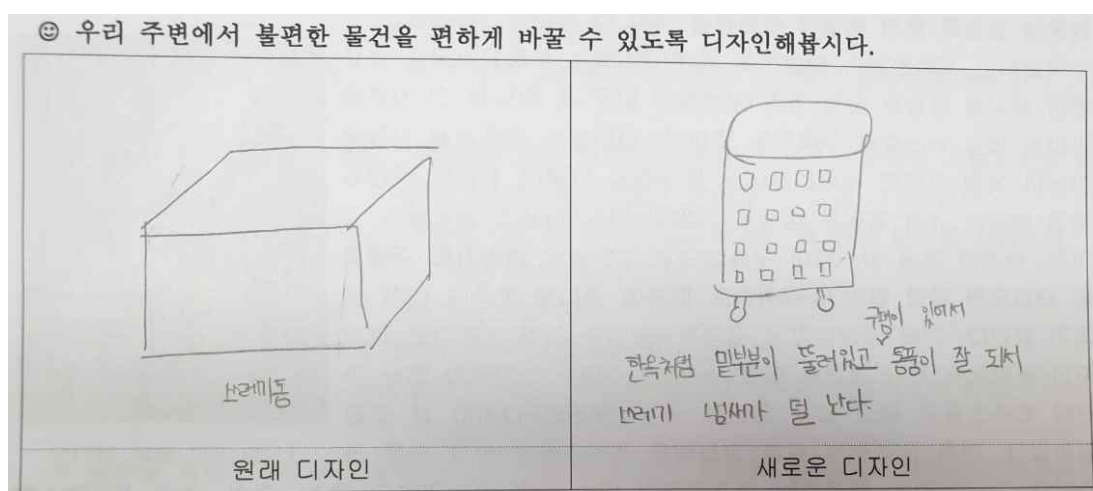 ☺ 우리 주변에서 불편한 물건을 편하게 바꿀 수 있도록 디자인해봅시다.
쓰레기통
구멍이 있어서
한옥처럼 밑부분이 뚫려있고 통풍이 잘 되서
쓰레기 냄새가 덜 난다.
원래 디자인
새로운 디자인